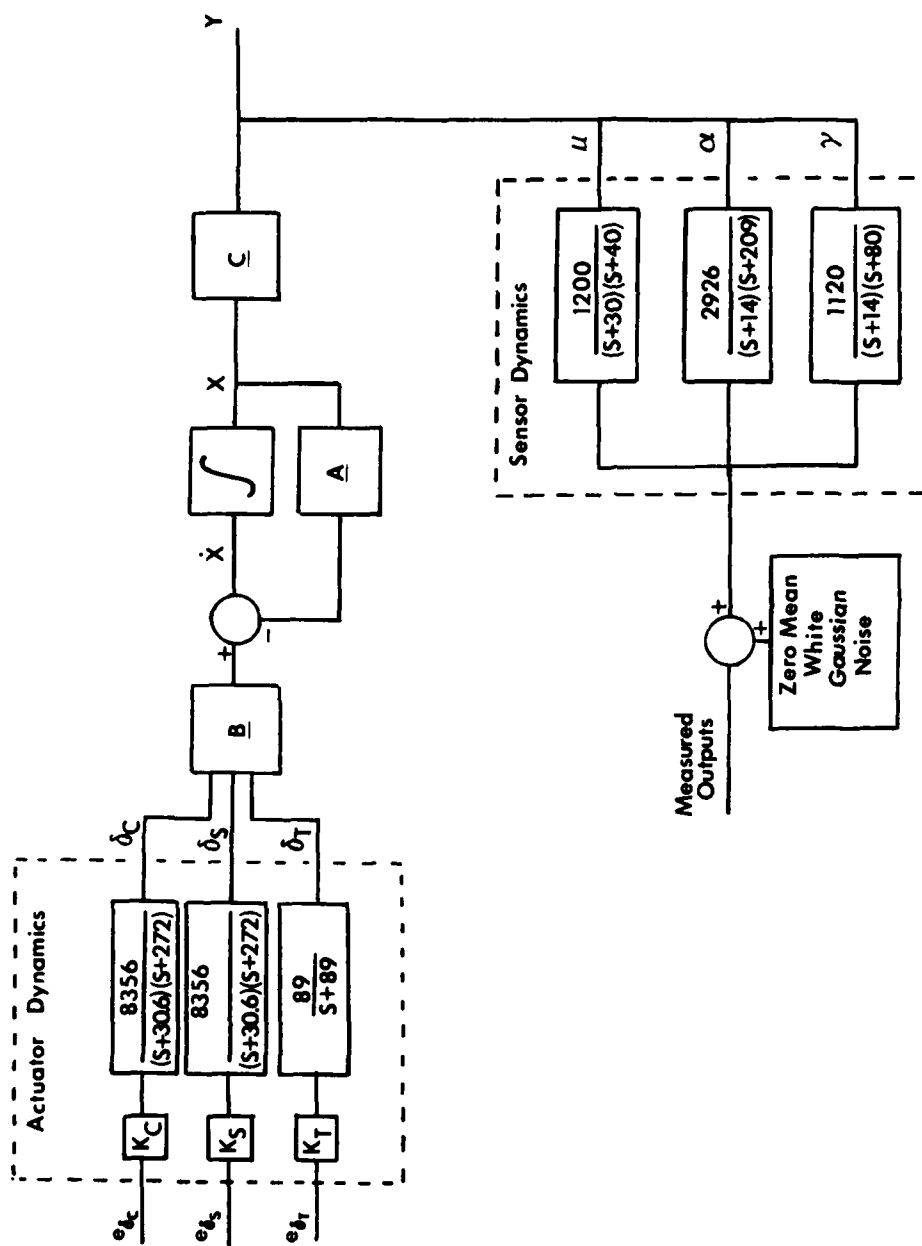 Actuator Dynamics
e_δC
K_C
8356
(S+30.6)(S+272)
δ_C
e_δS
K_S
8356
(S+30.6)(S+272)
δ_S
e_δT
K_T
89
S+89
δ_T
B
+
-
Ẋ
∫
X
A
C
Y
Sensor Dynamics
1200
(S+30)(S+40)
u
2926
(S+14)(S+209)
α
1120
(S+14)(S+80)
γ
Measured
Outputs
+
+
Zero Mean
White
Gaussian
Noise